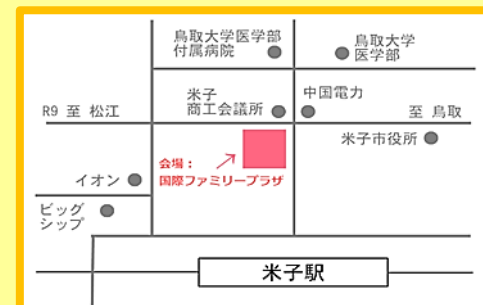 鳥取大学医学部
付属病院
鳥取大学
医学部
米子
商工会議所
中国電力
R9 至 松江
至 鳥取
米子市役所
会場：
国際ファミリープラザ
イオン
ビッグ
シップ
米子駅